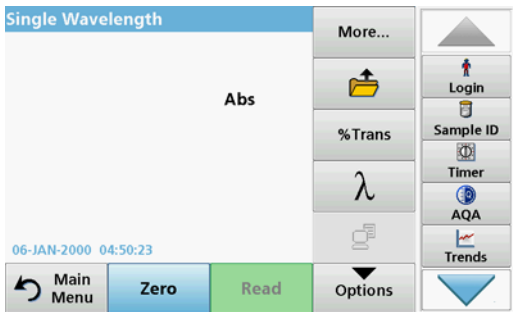 Single Wavelength
Abs
06-JAN-2000 04:50:23
Main
Menu
Zero
Read
More...
%Trans
λ
Options
Login
Sample ID
Timer
AQA
Trends